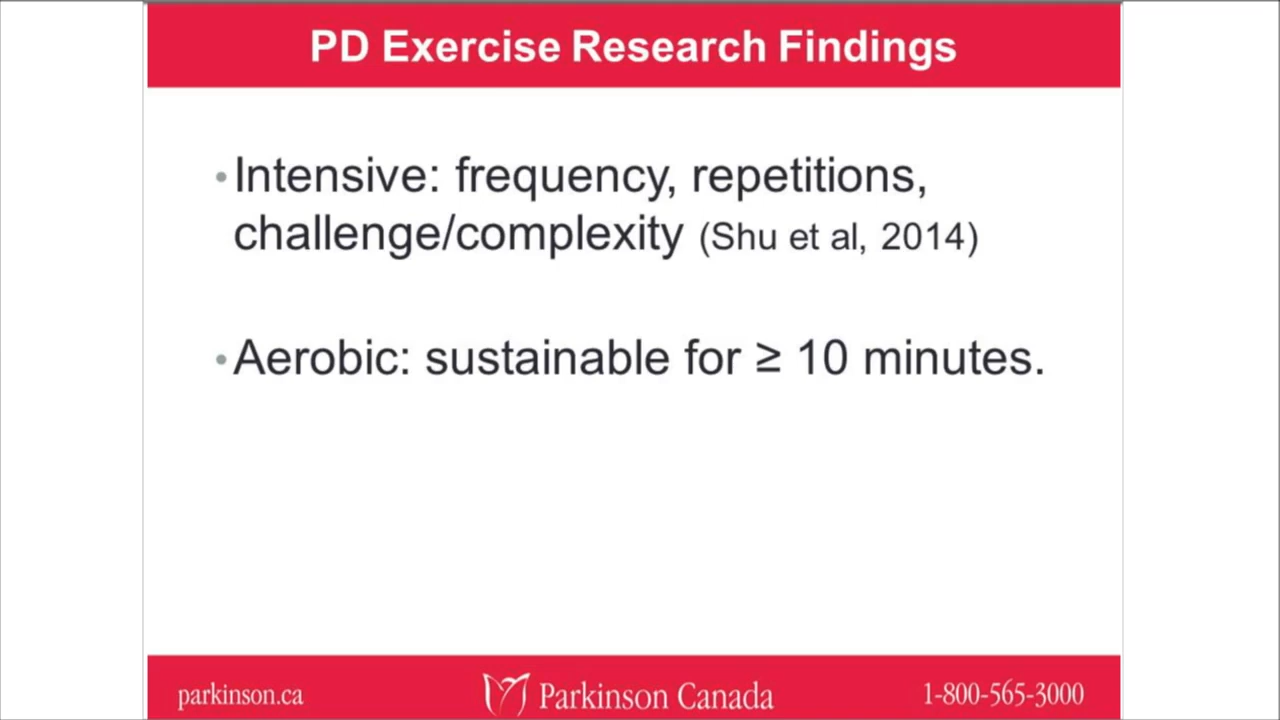 PD Exercise Research Findings
• Intensive: frequency, repetitions,
challenge/complexity (Shu et al, 2014)
• Aerobic: sustainable for ≥ 10 minutes.
parkinson.ca Parkinson Canada 1-800-565-3000